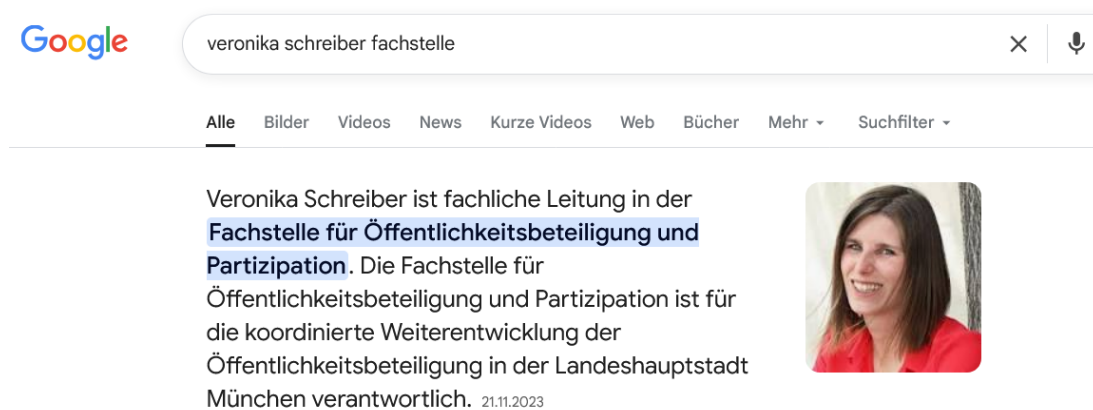 Google
veronika schreiber fachstelle
Alle Bilder Videos News Kurze Videos Web Bücher Mehr Suchfilter
Veronika Schreiber ist fachliche Leitung in der
Fachstelle für Öffentlichkeitsbeteiligung und
Partizipation. Die Fachstelle für
Öffentlichkeitsbeteiligung und Partizipation ist für
die koordinierte Weiterentwicklung der
Öffentlichkeitsbeteiligung in der Landeshauptstadt
München verantwortlich. 21.11.2023